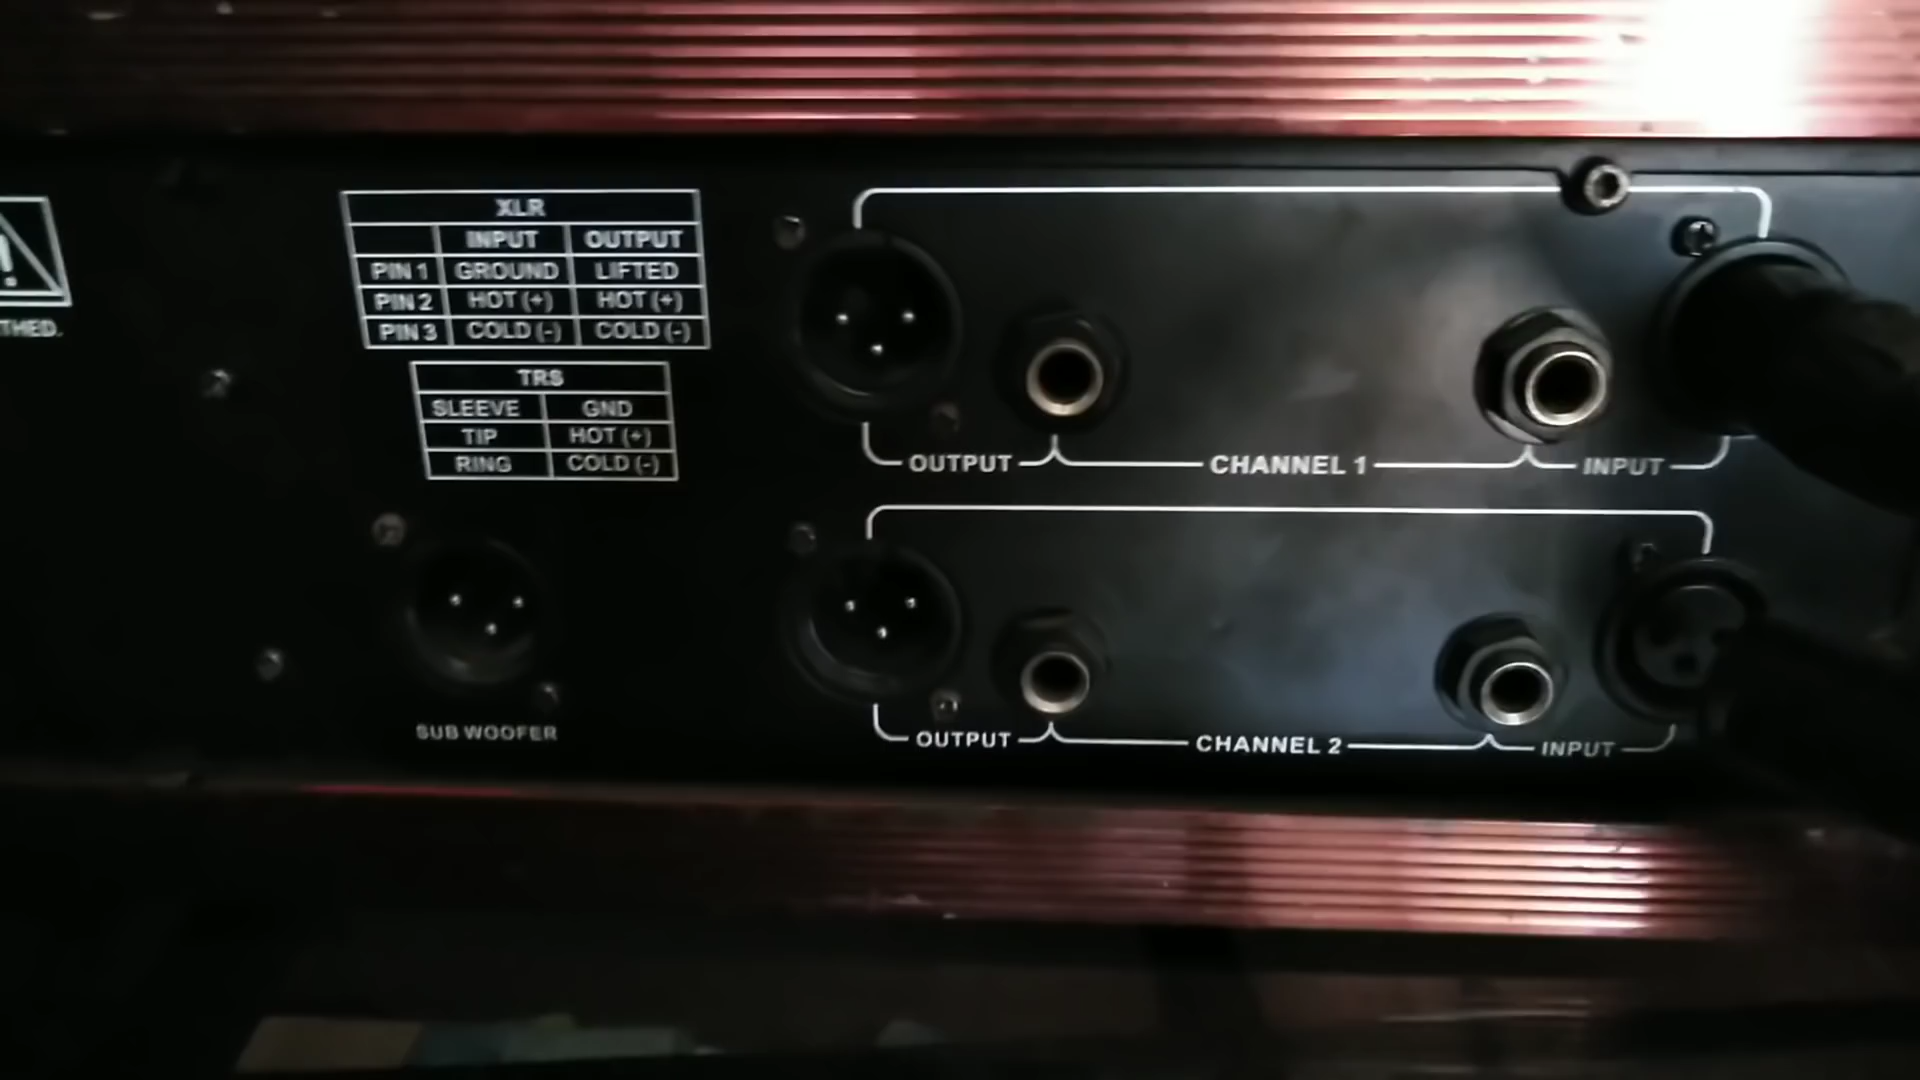 !
THED.
XLR
INPUT OUTPUT
PIN 1 GROUND LIFTED
PIN 2 HOT (+) HOT (+)
PIN 3 COLD (-) COLD (-)
TRS
SLEEVE GND
TIP HOT (+)
RING COLD (-)
OUTPUT CHANNEL 1 INPUT
SUB WOOFER
OUTPUT CHANNEL 2 INPUT